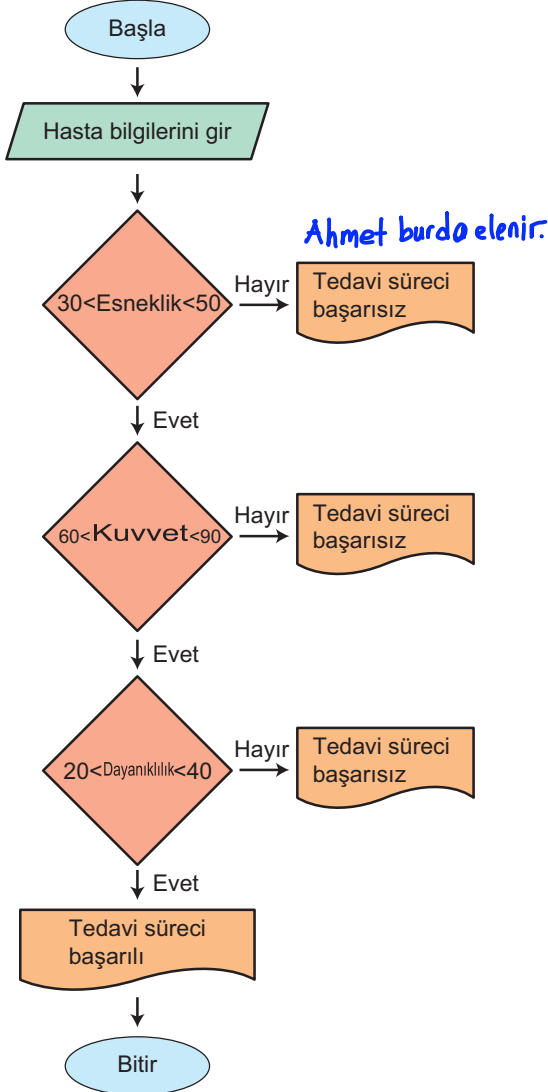 Başla
Hasta bilgilerini gir
Ahmet burda elenir.
30<Esneklik<50
Hayır
Tedavi süreci
başarısız
Evet
60<Kuvvet<90
Hayır
Tedavi süreci
başarısız
Evet
20<Dayanıklılık<40
Hayır
Tedavi süreci
başarısız
Evet
Tedavi süreci
başarılı
Bitir